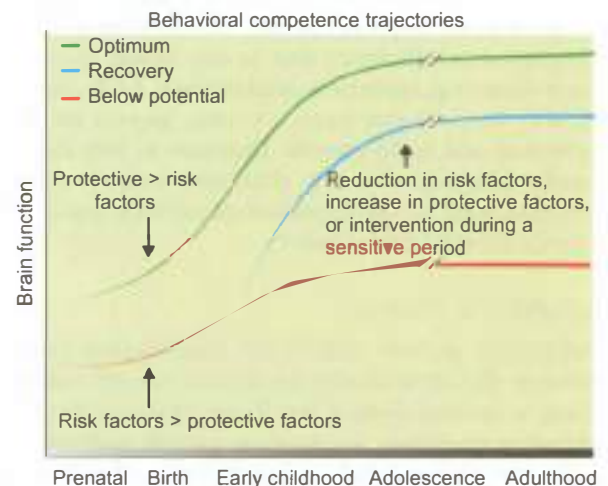 Behavioral competence trajectories
Optimum
Recovery
Below potential
Protective > risk
factors
Reduction in risk factors,
increase in protective factors,
or intervention during a
sensitive period
Risk factors > protective factors
Brain function
Prenatal Birth Early childhood Adolescence Adulthood